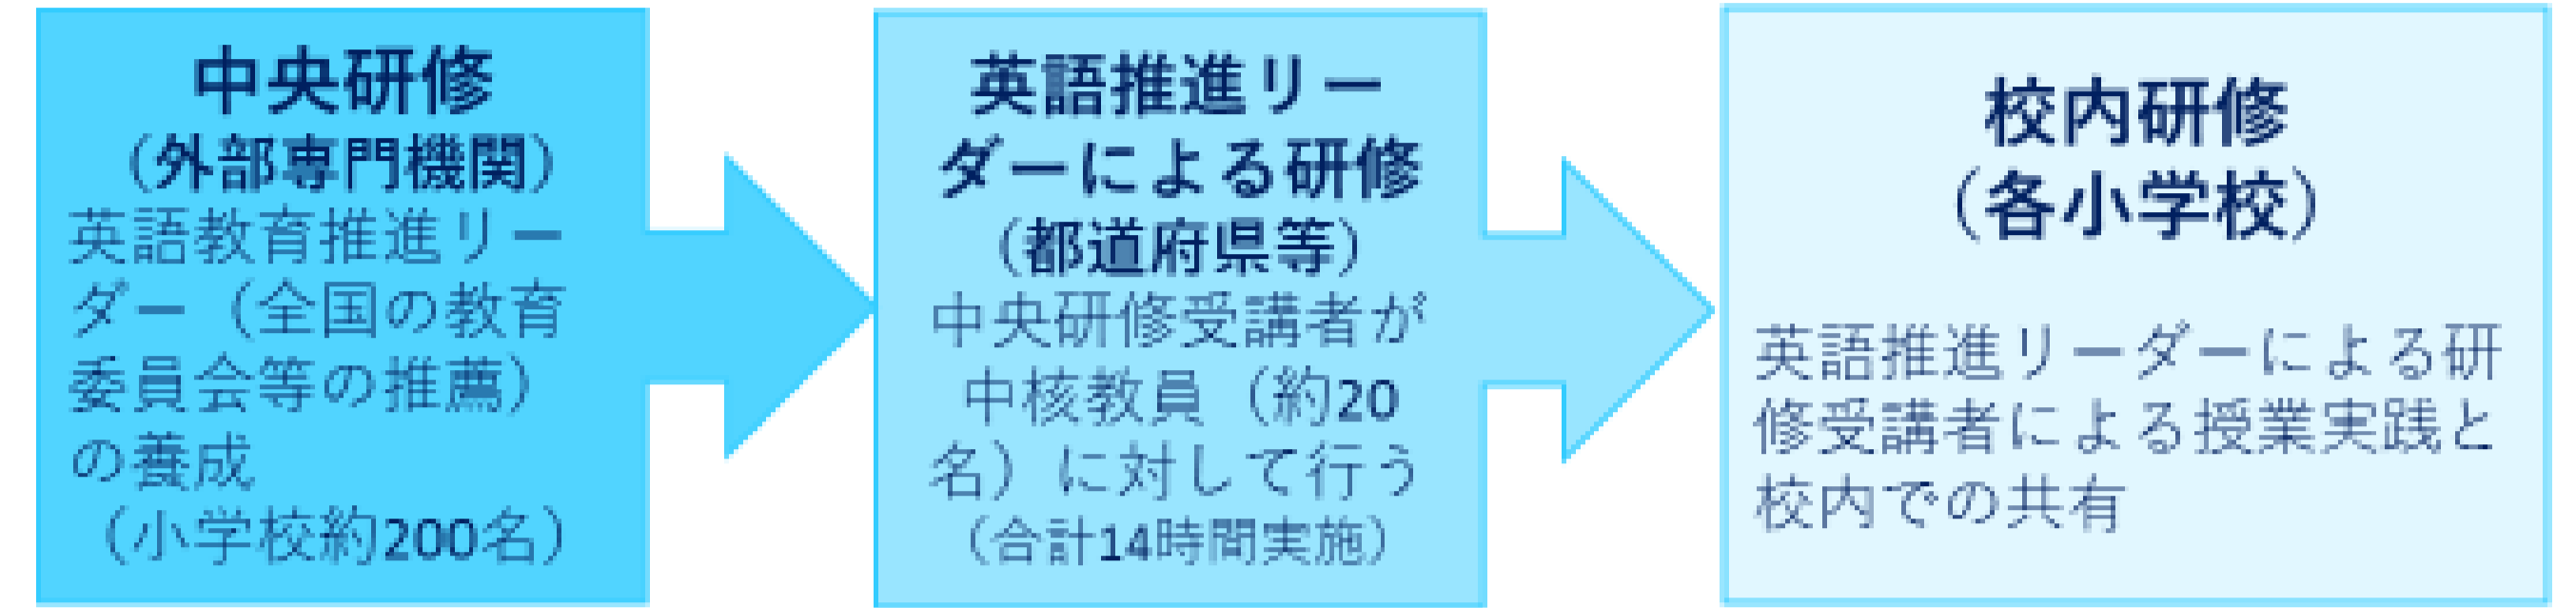 中央研修
（外部専門機関）
英語教育推進リー
ダー（全国の教育
委員会等の推薦）
の養成
（小学校約200名）
英語推進リー
ダーによる研修
（都道府県等）
中央研修受講者が
中核教員（約20
名）に対して行う
（合計14時間実施）
校内研修
（各小学校）
英語推進リーダーによる研
修受講者による授業実践と
校内での共有